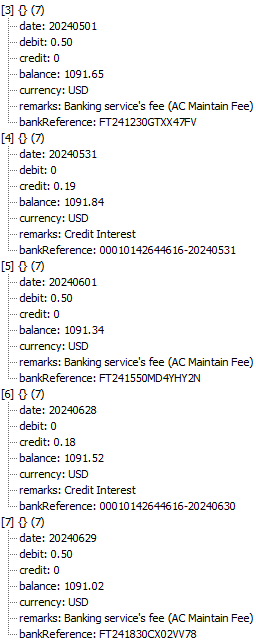 [3] {} (7)
date: 20240501
debit: 0.50
credit: 0
balance: 1091.65
currency: USD
remarks: Banking service's fee (AC Maintain Fee)
bankReference: FT241230GTXX47FV
[4] {} (7)
date: 20240531
debit: 0
credit: 0.19
balance: 1091.84
currency: USD
remarks: Credit Interest
bankReference: 00010142644616-20240531
[5] {} (7)
date: 20240601
debit: 0.50
credit: 0
balance: 1091.34
currency: USD
remarks: Banking service's fee (AC Maintain Fee)
bankReference: FT241550MD4YHY2N
[6] {} (7)
date: 20240628
debit: 0
credit: 0.18
balance: 1091.52
currency: USD
remarks: Credit Interest
bankReference: 00010142644616-20240630
[7] {} (7)
date: 20240629
debit: 0.50
credit: 0
balance: 1091.02
currency: USD
remarks: Banking service's fee (AC Maintain Fee)
bankReference: FT241830CX02VV78